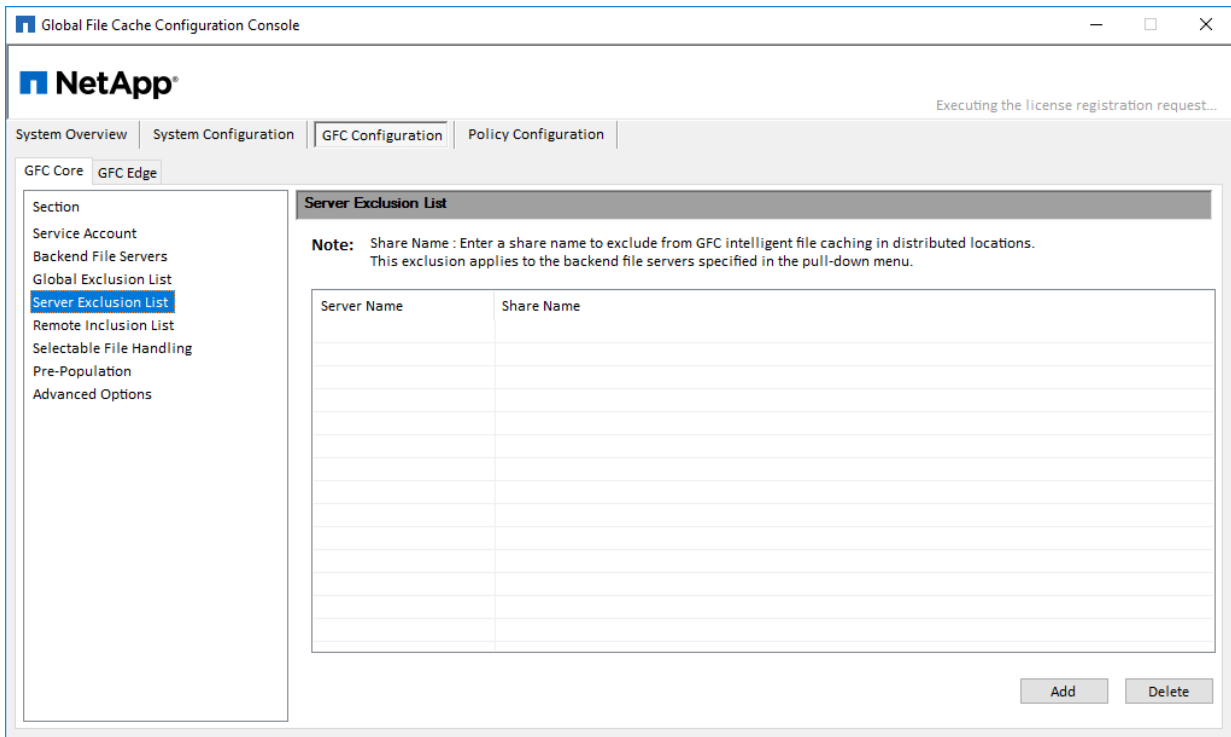 Global File Cache Configuration Console
NetApp®
Executing the license registration request...
System Overview
System Configuration
GFC Configuration
Policy Configuration
GFC Core
GFC Edge
Section
Service Account
Backend File Servers
Global Exclusion List
Server Exclusion List
Remote Inclusion List
Selectable File Handling
Pre-Population
Advanced Options
Server Exclusion List
Note: Share Name : Enter a share name to exclude from GFC intelligent file caching in distributed locations.
This exclusion applies to the backend file servers specified in the pull-down menu.
Server Name
Share Name
Add
Delete